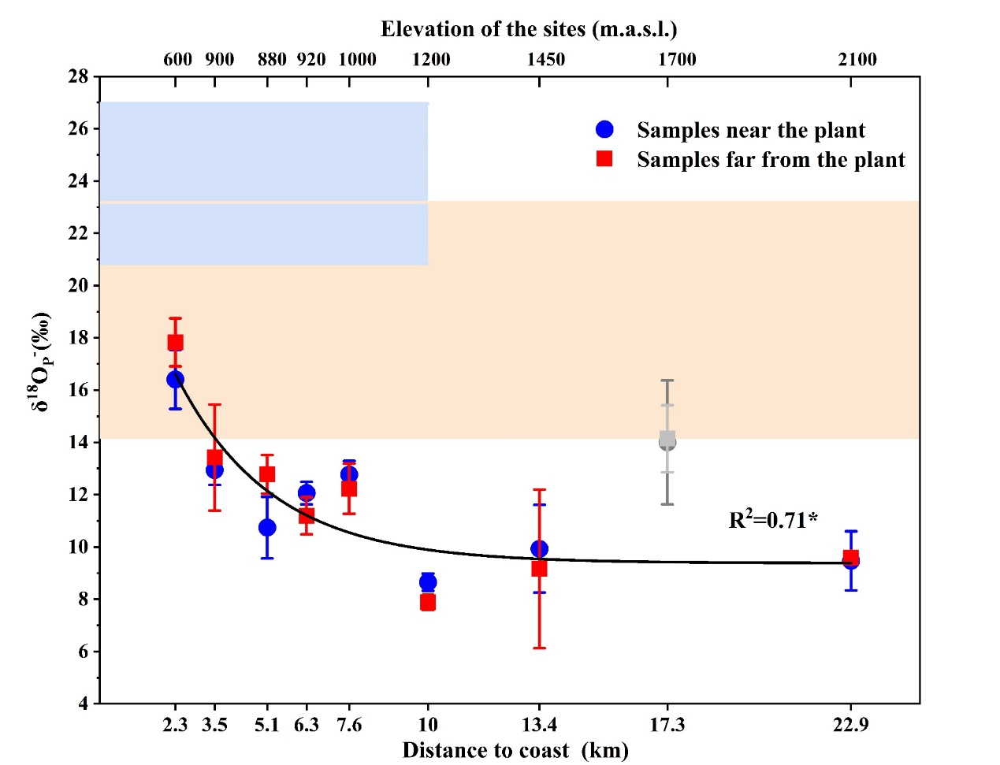 Elevation of the sites (m.a.s.l.)
600 900 880 920 1000 1200 1450 1700 2100
28
26
24
22
20
18
16
14
12
10
8
6
4
δ¹⁸Oₚ-(‰)
Samples near the plant
Samples far from the plant
R²=0.71*
2.3 3.5 5.1 6.3 7.6 10 13.4 17.3 22.9
Distance to coast (km)